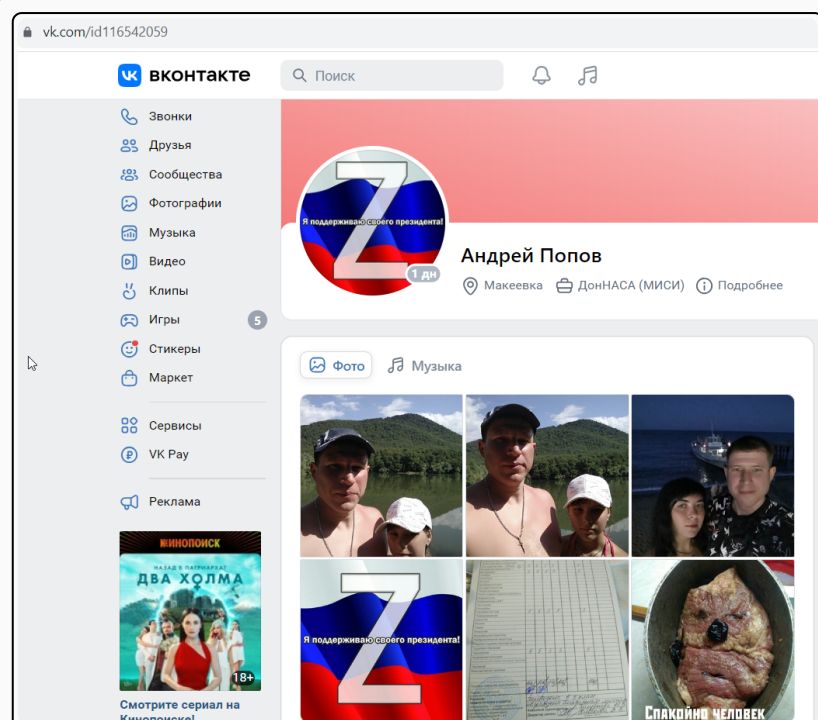 vk.com/id116542059
вконтакте
Поиск
Звонки
Друзья
Сообщества
Фотографии
Музыка
Видео
Клипы
Игры
5
Стикеры
Маркет
Сервисы
VK Pay
Реклама
КИНОПОИСК
НАЗАД В ПАТРИАРХАТ
ДВА ХОЛМА
18+
Смотрите сериал на
Кинопоиске!
Z
Я поддерживаю своего президента!
1 дн
Андрей Попов
Макеевка
ДонНАСА (МИСИ)
Подробнее
Фото
Музыка
Z
Я поддерживаю своего президента!
Спакойно человек